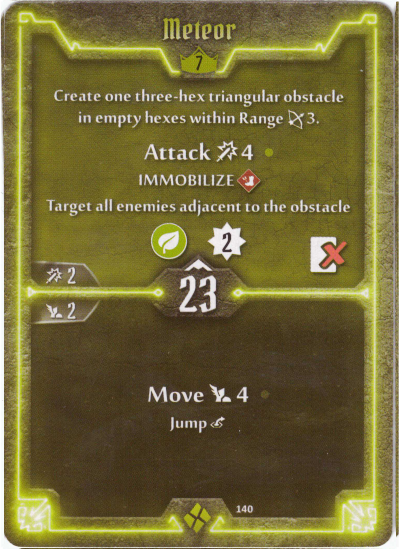 Meteor
7
Create one three-hex triangular obstacle
in empty hexes within Range 3.
Attack 4
IMMOBILIZE
Target all enemies adjacent to the obstacle
2
2
23
2
Move 4
Jump
140